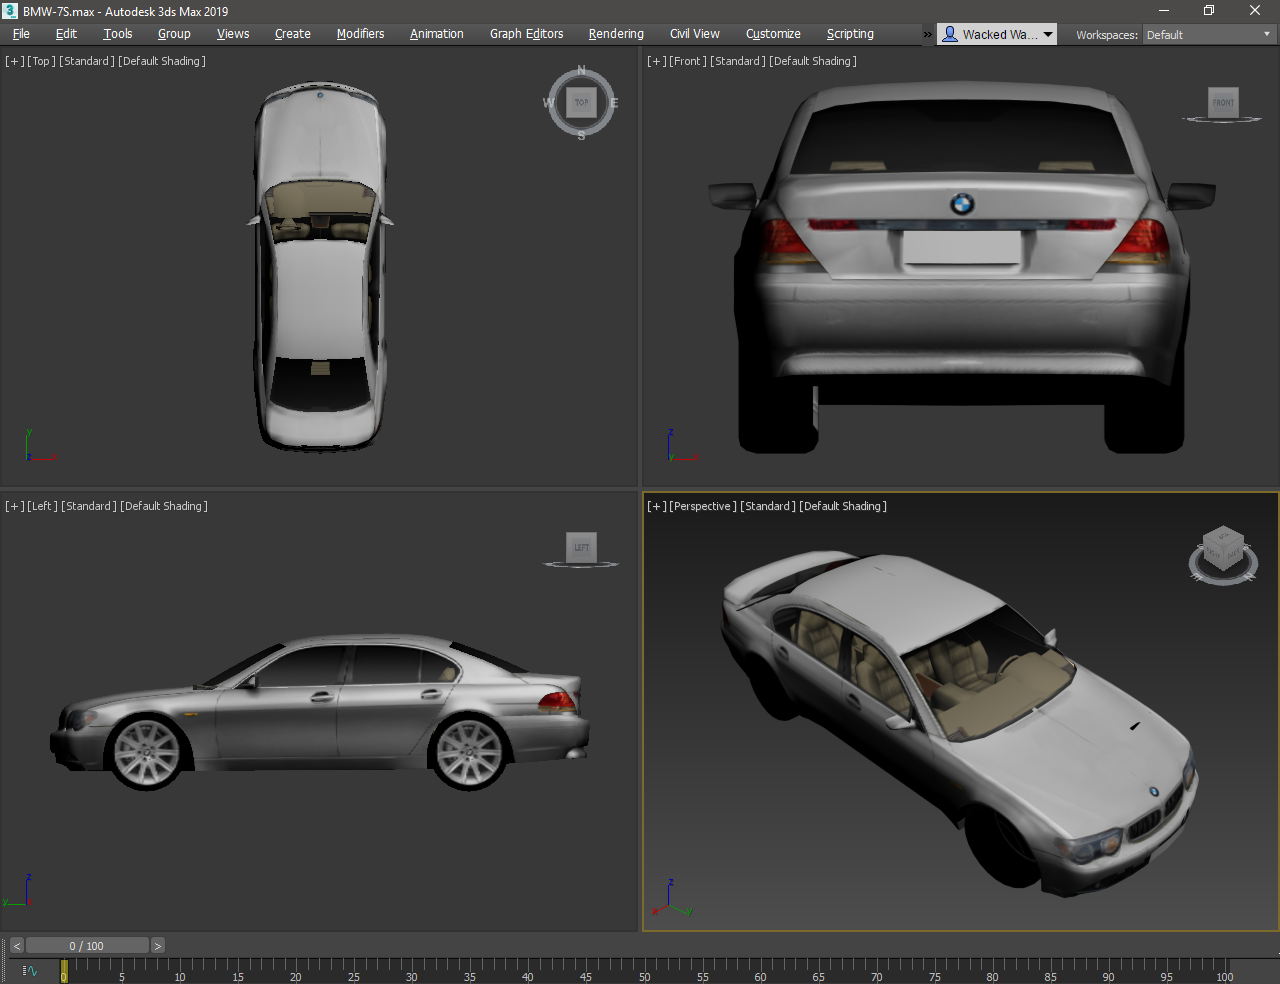 BMW-7S.max - Autodesk 3ds Max 2019
File Edit Tools Group Views Create Modifiers Animation Graph Editors Rendering Civil View Customize Scripting » Wacked Wa... Workspaces: Default
[+] [Top] [Standard] [Default Shading]
N
W TOP E
S
y
z x
[+] [Front] [Standard] [Default Shading]
FRONT
z
y x
[+] [Left] [Standard] [Default Shading]
LEFT
z
y
[+] [Perspective] [Standard] [Default Shading]
z
x y
< 0 / 100 >
0 5 10 15 20 25 30 35 40 45 50 55 60 65 70 75 80 85 90 95 100